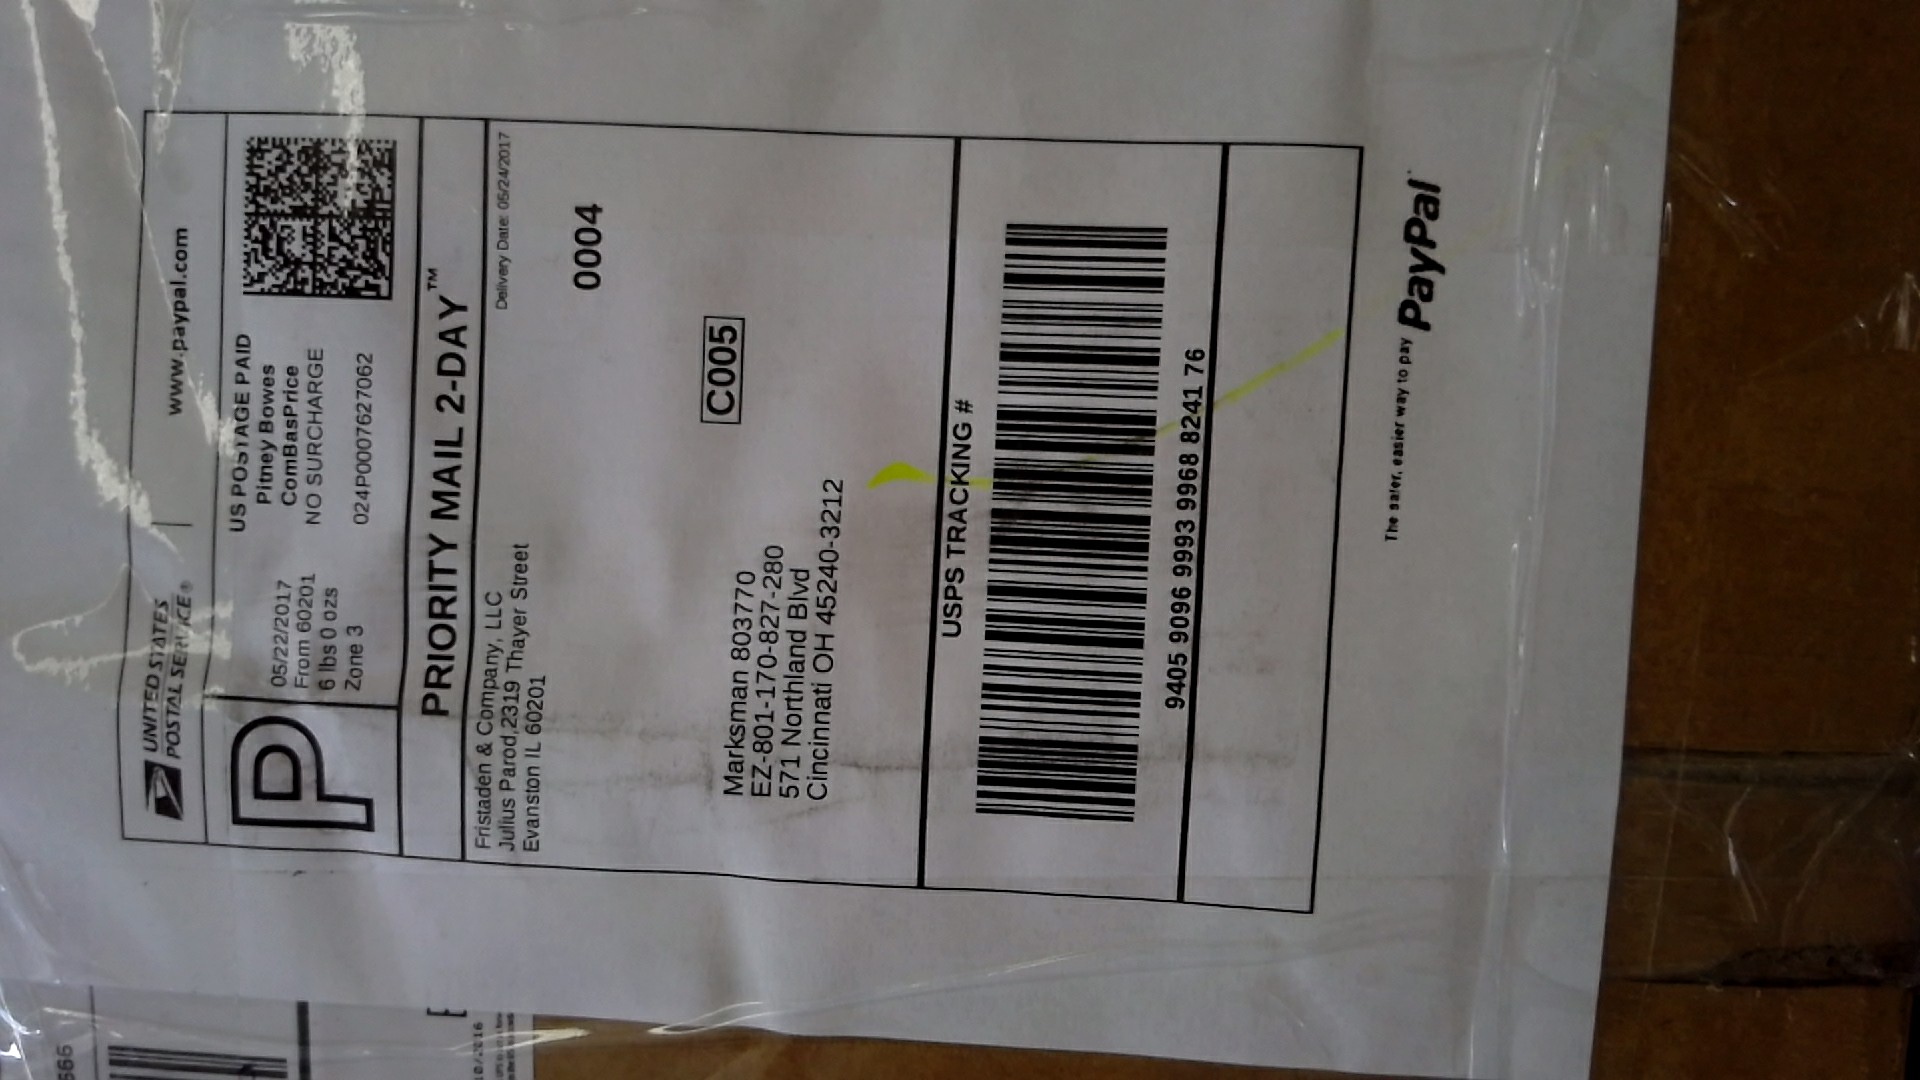 UNITED STATES
POSTAL SERVICE®
www.paypal.com
P
05/22/2017
From 60201
6 lbs 0 ozs
Zone 3
US POSTAGE PAID
Pitney Bowes
ComBasPrice
NO SURCHARGE
024P0007627062
PRIORITY MAIL 2-DAY™
Fristaden & Company, LLC
Julius Parod,2319 Thayer Street
Evanston IL 60201
Delivery Date: 05/24/2017
0004
C005
Marksman 803770
EZ-801-170-827-280
571 Northland Blvd
Cincinnati OH 45240-3212
USPS TRACKING #
9405 9096 9993 9968 8241 76
The safer, easier way to pay PayPal